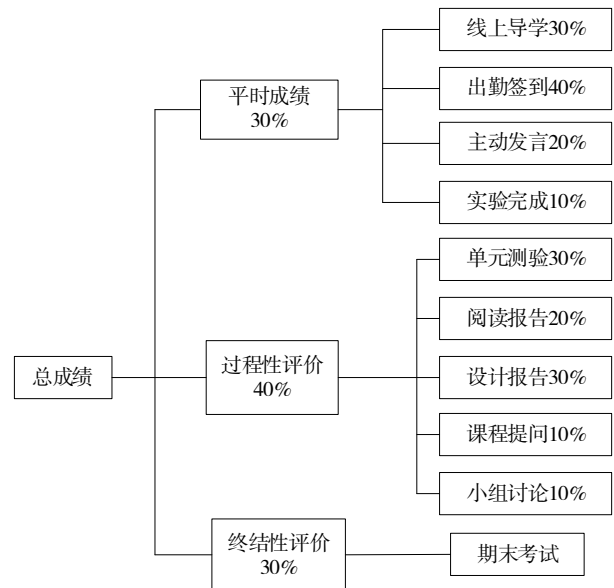 总成绩
平时成绩
30%
线上导学30%
出勤签到40%
主动发言20%
实验完成10%
过程性评价
40%
单元测验30%
阅读报告20%
设计报告30%
课程提问10%
小组讨论10%
终结性评价
30%
期末考试